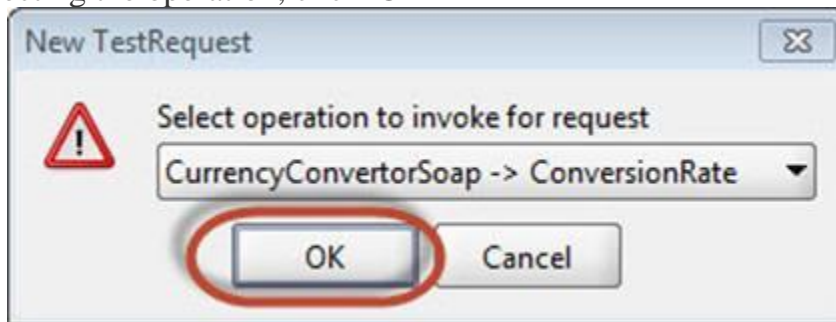 New TestRequest
Select operation to invoke for request
CurrencyConvertorSoap -> ConversionRate
OK Cancel